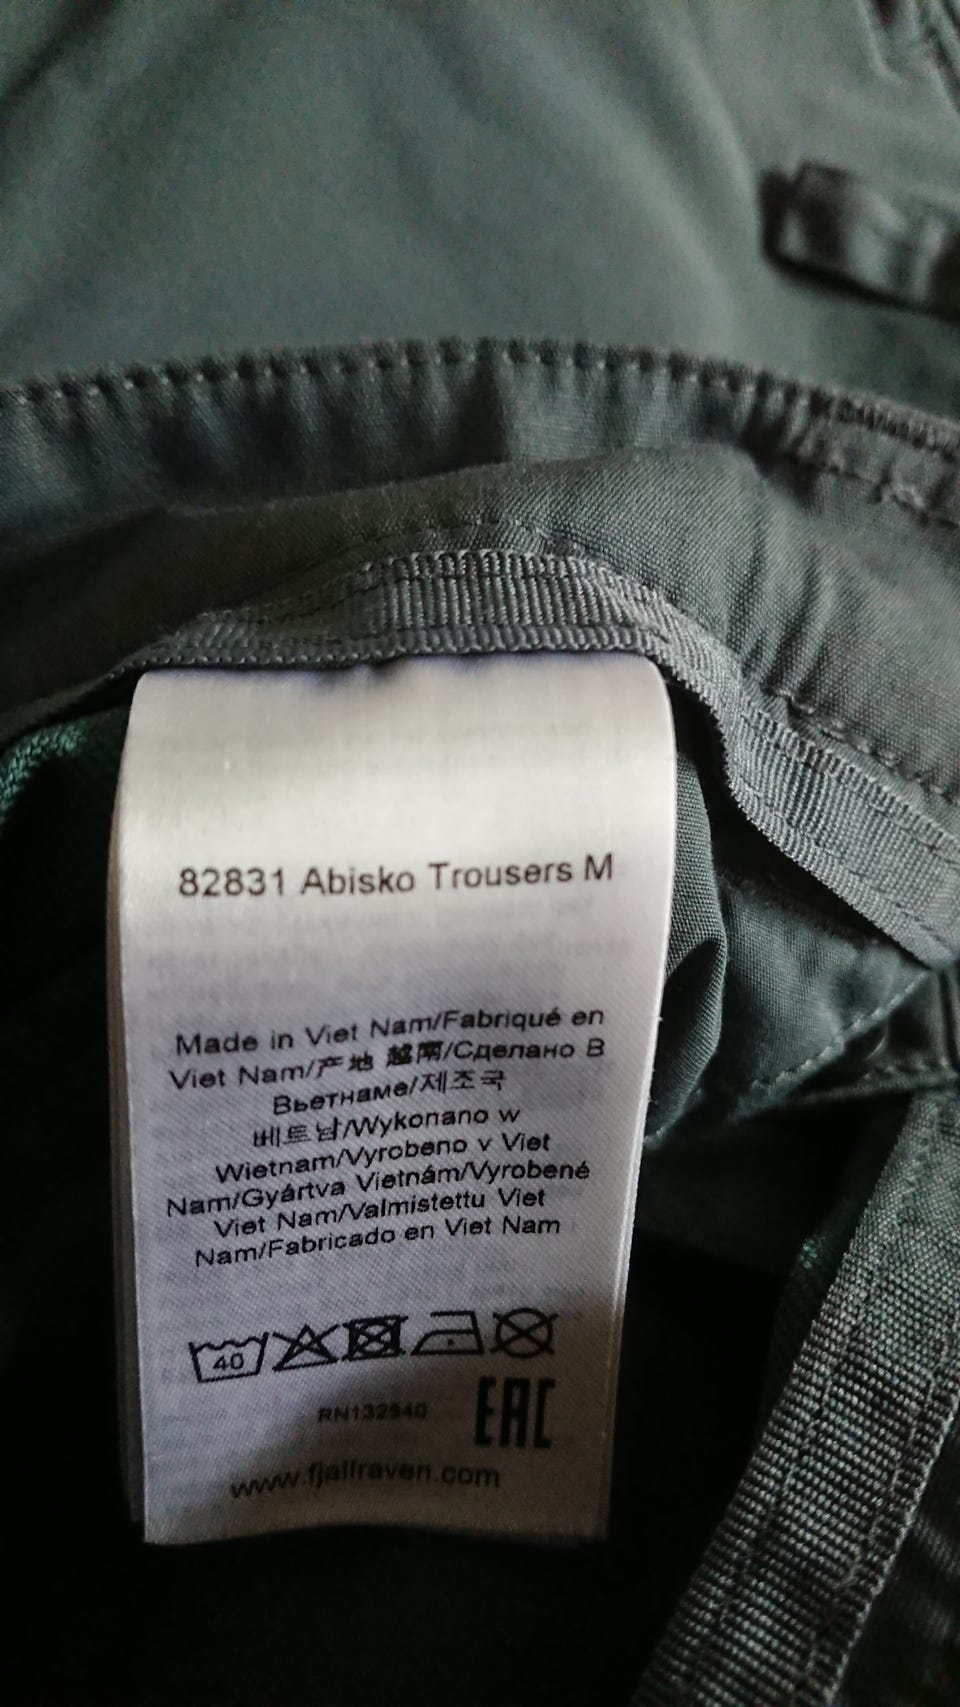 82831 Abisko Trousers M
Made in Viet Nam/Fabriqué en
Viet Nam/产地 越南/Сделано В
Вьетнаме/제조국
베트남/Wykonano w
Wietnam/Vyrobeno v Viet
Nam/Gyártva Vietnám/Vyrobené
Viet Nam/Valmistettu Viet
Nam/Fabricado en Viet Nam
40
RN132540
EAC
www.fjallraven.com